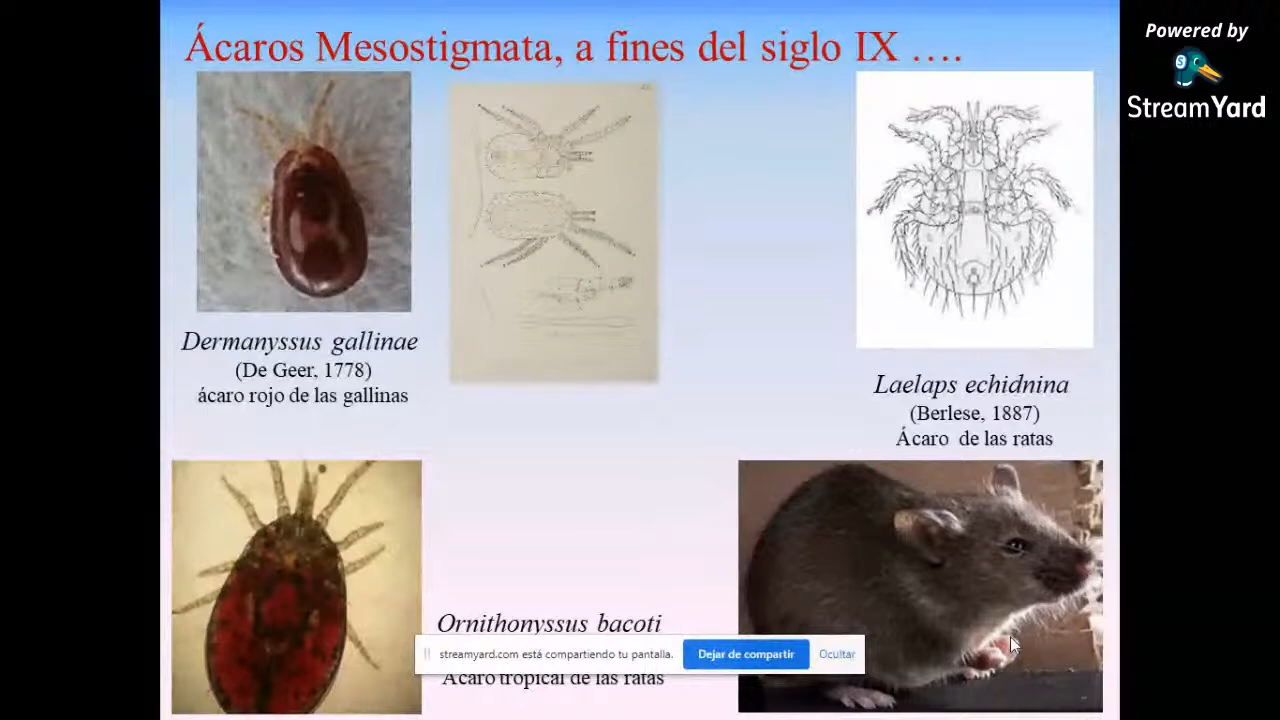 Ácaros Mesostigmata, a fines del siglo IX ....
Powered by
StreamYard
Dermanyssus gallinae
(De Geer, 1778)
ácaro rojo de las gallinas
Laelaps echidnina
(Berlese, 1887)
Ácaro de las ratas
Ornithonyssus bacoti
streamyard.com está compartiendo tu pantalla.
Dejar de compartir
Ocultar
Ácaro tropical de las ratas